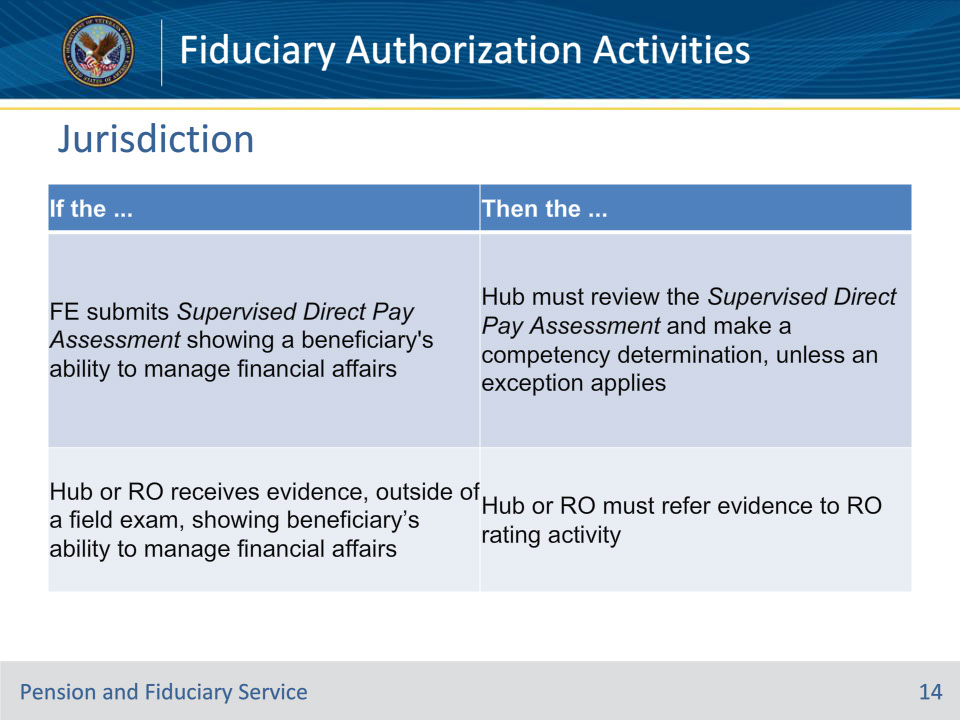 Fiduciary Authorization Activities
Jurisdiction
If the ...
Then the ...
FE submits Supervised Direct Pay
Assessment showing a beneficiary's
ability to manage financial affairs
Hub must review the Supervised Direct
Pay Assessment and make a
competency determination, unless an
exception applies
Hub or RO receives evidence, outside of
a field exam, showing beneficiary’s
ability to manage financial affairs
Hub or RO must refer evidence to RO
rating activity
Pension and Fiduciary Service
14